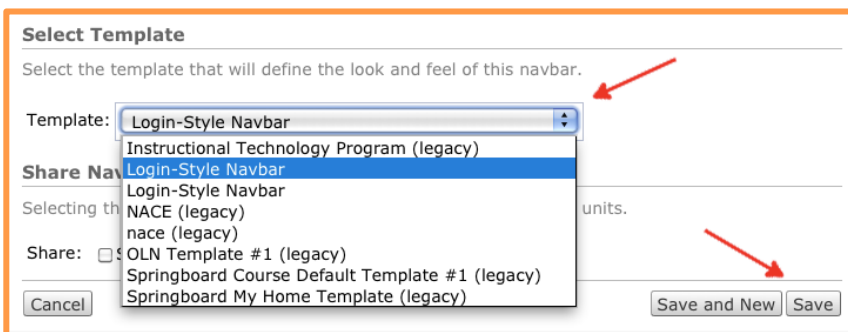 Select Template
Select the template that will define the look and feel of this navbar.
Template: Login-Style Navbar
Instructional Technology Program (legacy)
Login-Style Navbar
Login-Style Navbar
NACE (legacy)
nace (legacy)
OLN Template #1 (legacy)
Springboard Course Default Template #1 (legacy)
Springboard My Home Template (legacy)
Share
Selecting units.
Share:
Cancel Save and New Save